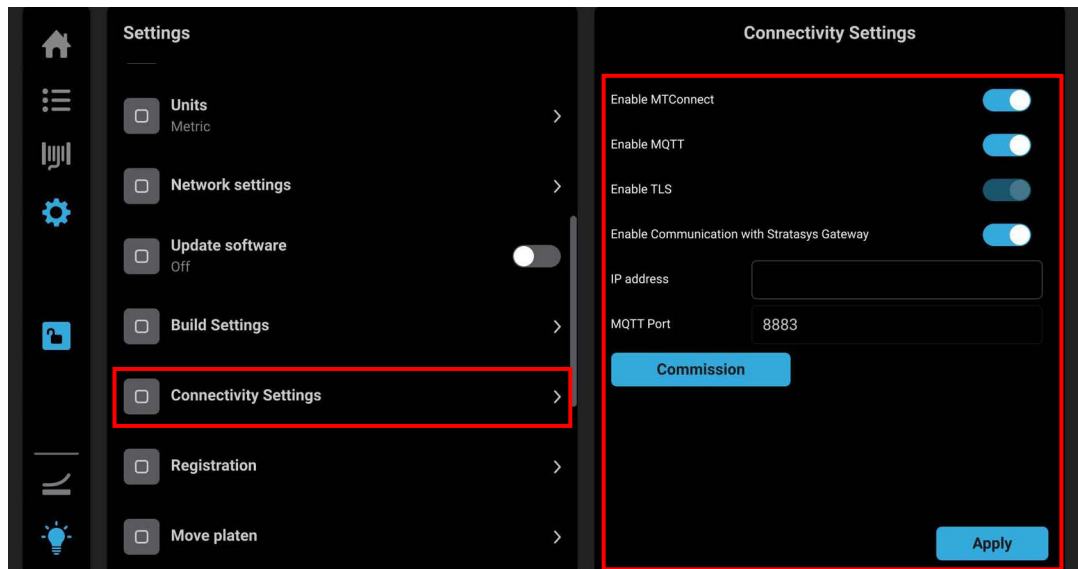 Settings
Units
Metric
Network settings
Update software
Off
Build Settings
Connectivity Settings
Registration
Move platen
Connectivity Settings
Enable MTConnect
Enable MQTT
Enable TLS
Enable Communication with Stratasys Gateway
IP address
MQTT Port 8883
Commission
Apply